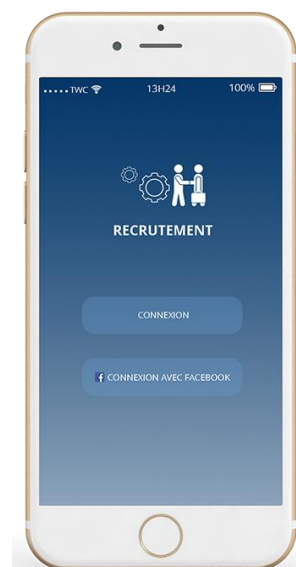 TWC 13H24 100%
RECRUTEMENT
CONNEXION
f CONNEXION AVEC FACEBOOK